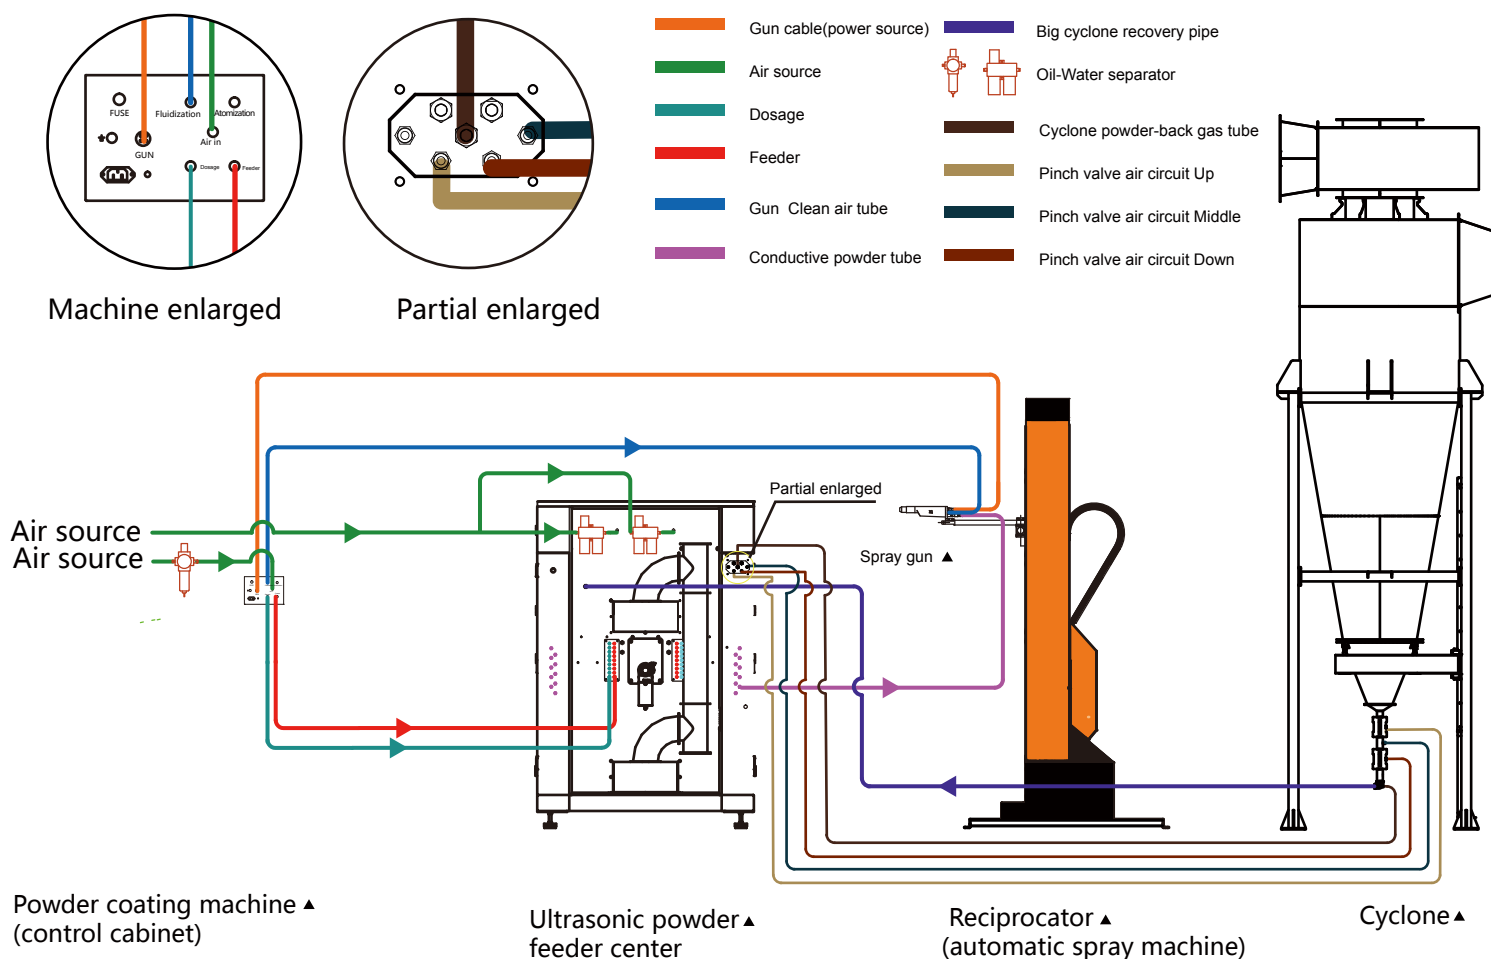 FUSE
Fluidization
Atomization
Air in
GUN
Dosage
Feeder
Machine enlarged
Partial enlarged
Gun cable(power source)
Air source
Dosage
Feeder
Gun Clean air tube
Conductive powder tube
Big cyclone recovery pipe
Oil-Water separator
Cyclone powder-back gas tube
Pinch valve air circuit Up
Pinch valve air circuit Middle
Pinch valve air circuit Down
Partial enlarged
Air source
Air source
Spray gun ▲
Powder coating machine ▲
(control cabinet)
Ultrasonic powder ▲
feeder center
Reciprocator ▲
(automatic spray machine)
Cyclone ▲